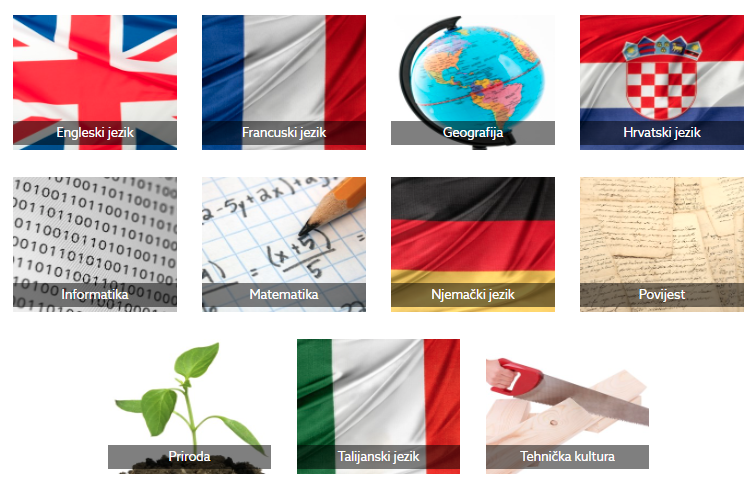 Engleski jezik
Francuski jezik
Geografija
Hrvatski jezik
Informatika
Matematika
Njemački jezik
Povijest
Priroda
Talijanski jezik
Tehnička kultura